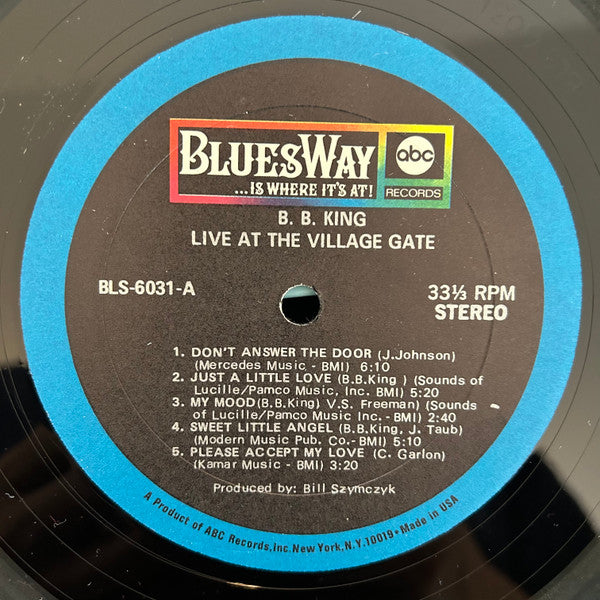 BLUESWAY
...IS WHERE IT'S AT!
abc
RECORDS
B. B. KING
LIVE AT THE VILLAGE GATE
BLS-6031-A
33⅓ RPM
STEREO
1. DON'T ANSWER THE DOOR (J.Johnson)
(Mercedes Music - BMI) 6:10
2. JUST A LITTLE LOVE (B.B.King ) (Sounds of
Lucille/Pamco Music, Inc. BMI) 5:20
3. MY MOOD(B.B.King) V.S. Freeman) (Sounds
of Lucille/Pamco Music Inc. - BMI) 2:40
4. SWEET LITTLE ANGEL (B.B.King, J. Taub)
(Modern Music Pub. Co.- BMI) 5:10
5. PLEASE ACCEPT MY LOVE (C. Garlon)
(Kamar Music - BMI) 3:20
Produced by: Bill Szymczyk
A Product of ABC Records, Inc. New York, N.Y. 10019 • Made in USA